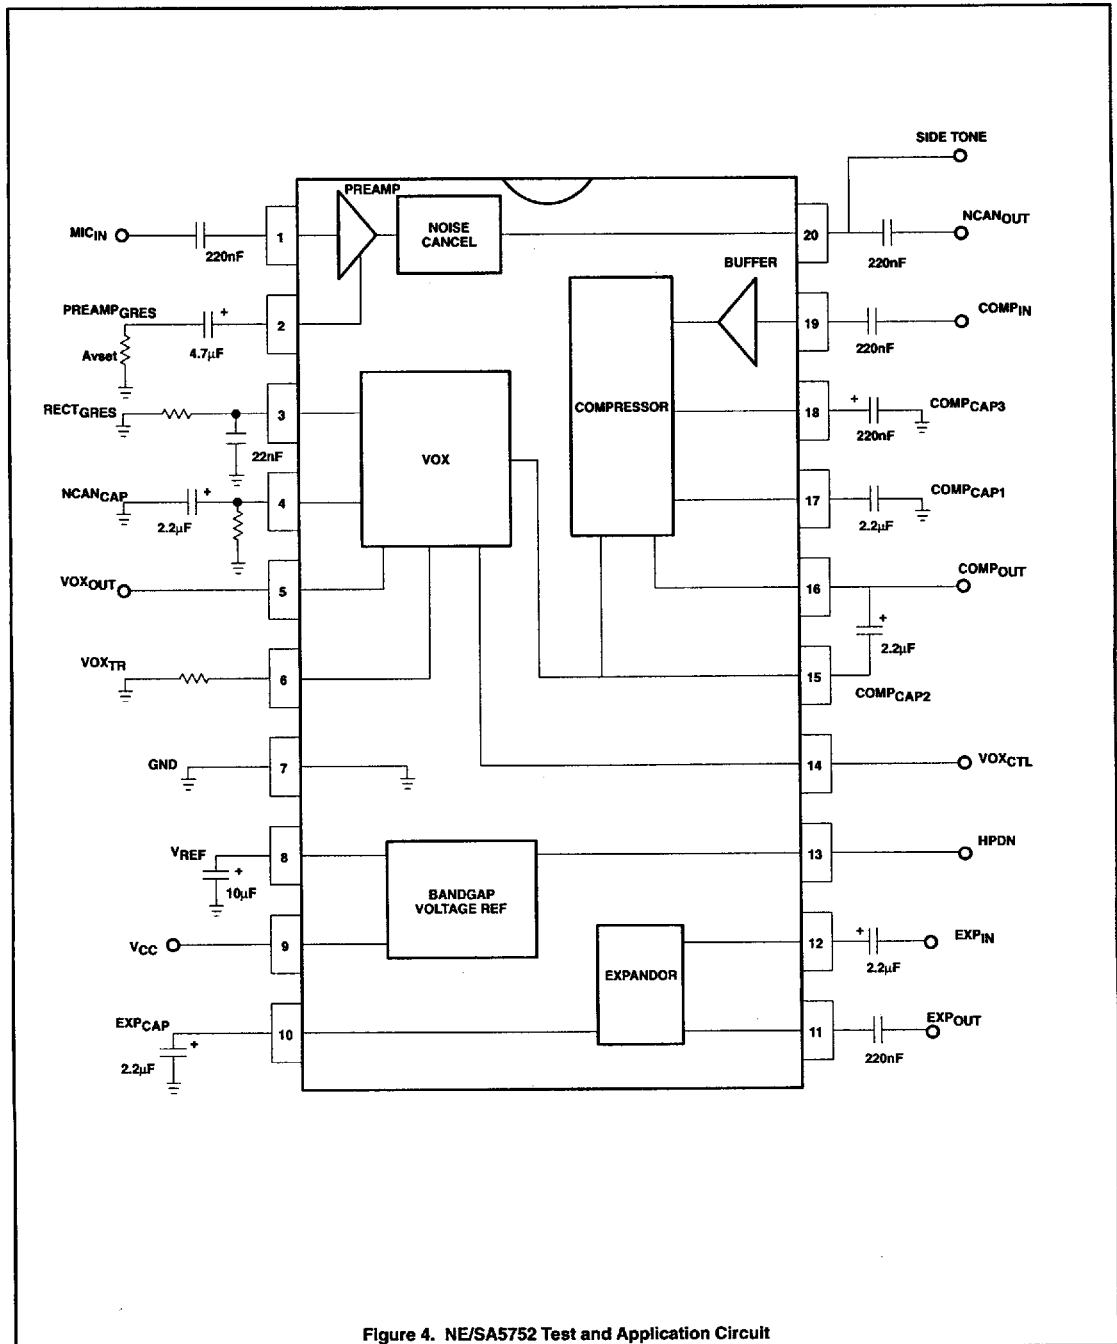 SIDE TONE
PREAMP
NOISE
CANCEL
MICIN
220nF
1
20
220nF
NCANOUT
BUFFER
PREAMPGRES
Avset
+
4.7µF
2
19
220nF
COMPIN
RECTGRES
22nF
3
VOX
COMPRESSOR
18
+
220nF
COMPCAP3
NCANCAP
+
2.2µF
4
17
2.2µF
COMPCAP1
VOXOUT
5
16
COMPOUT
+
2.2µF
VOXTR
6
15
COMPCAP2
GND
7
14
VOXCTL
VREF
+
10µF
8
BANDGAP
VOLTAGE REF
13
HPDN
VCC
9
EXPANDOR
12
+
2.2µF
EXPIN
EXPCAP
+
2.2µF
10
11
220nF
EXPOUT
Figure 4. NE/SA5752 Test and Application Circuit